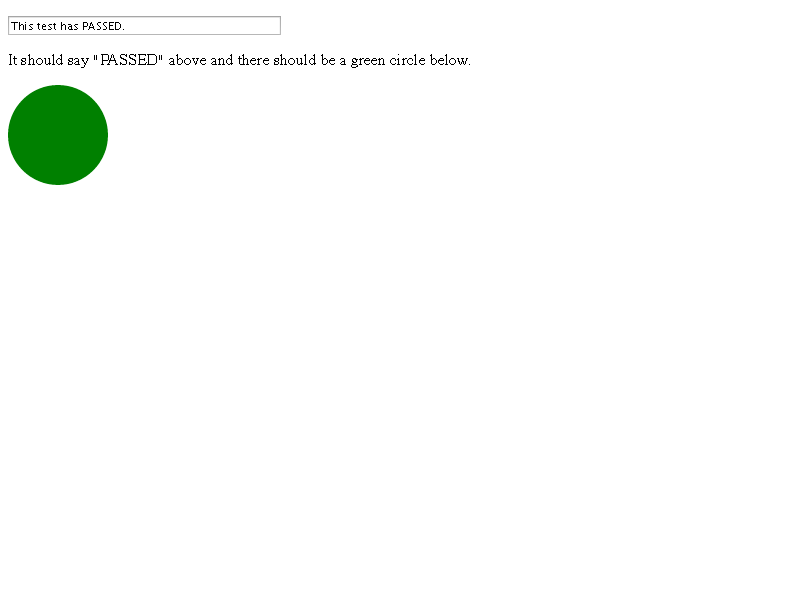 This test has PASSED.
It should say "PASSED" above and there should be a green circle below.